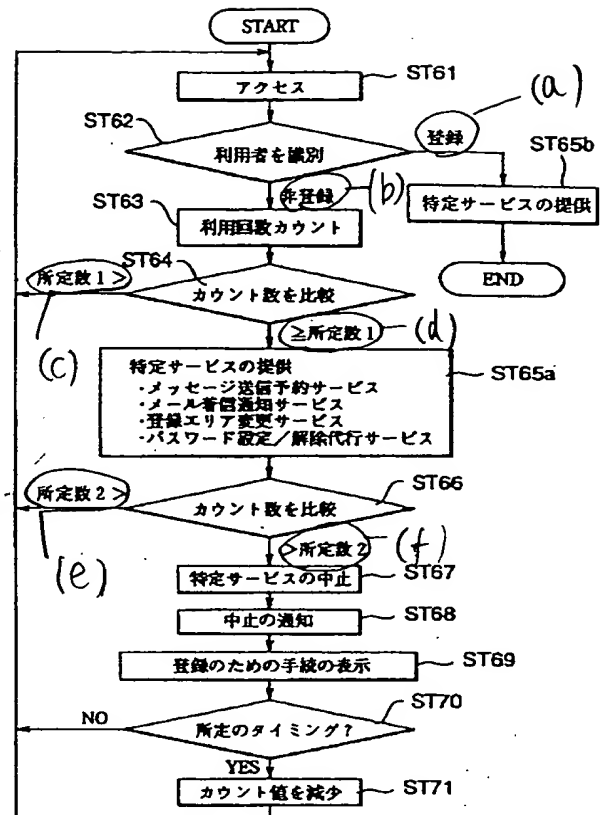 START
アクセス
ST61
(a)
ST62
利用者を識別
登録
ST65b
特定サービスの提供
END
ST63
非登録
(b)
利用回数カウント
ST64
所定数1>
カウント数を比較
(c)
≧所定数1
(d)
特定サービスの提供
・メッセージ送信予約サービス
・メール着信通知サービス
・登録エリア変更サービス
・パスワード設定/解除代行サービス
ST65a
所定数2>
カウント数を比較
ST66
(e)
>所定数2
(f)
特定サービスの中止
ST67
中止の通知
ST68
登録のための手続の表示
ST69
所定のタイミング?
ST70
NO
YES
カウント値を減少
ST71